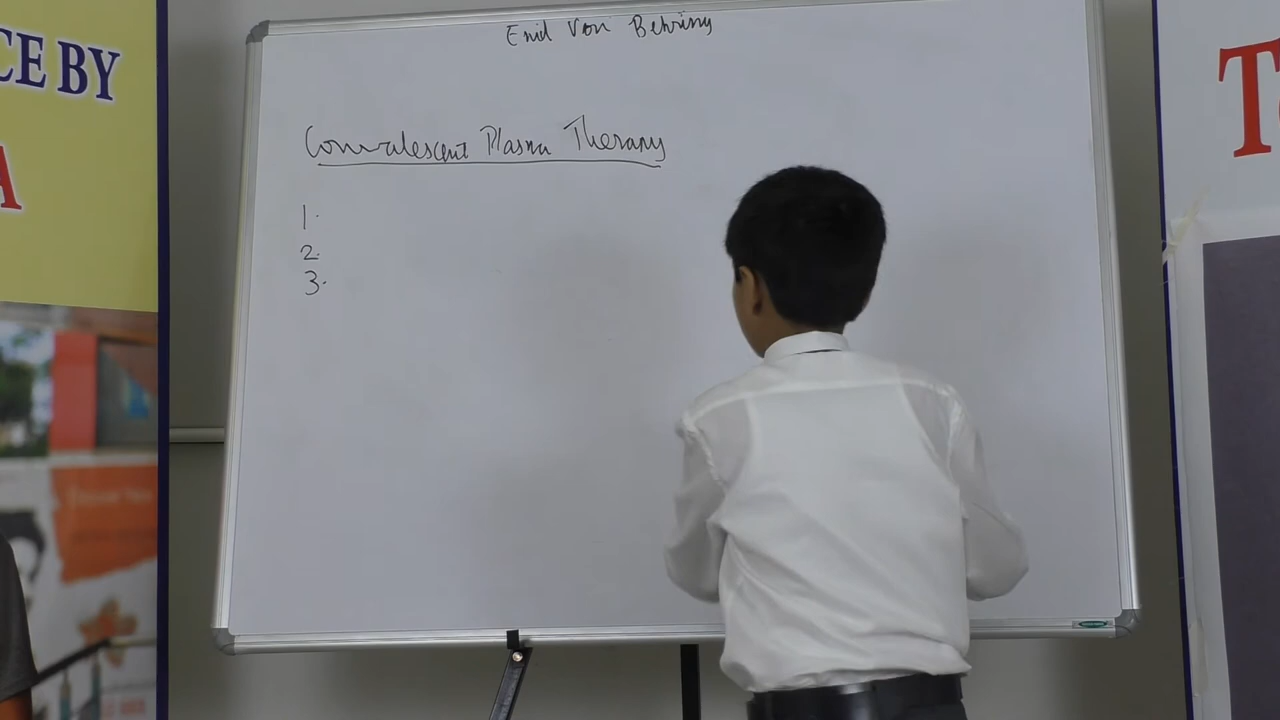 Emil Von Behring
CE BY
A
Convalescent Plasma Therapy
1.
2.
3.
T